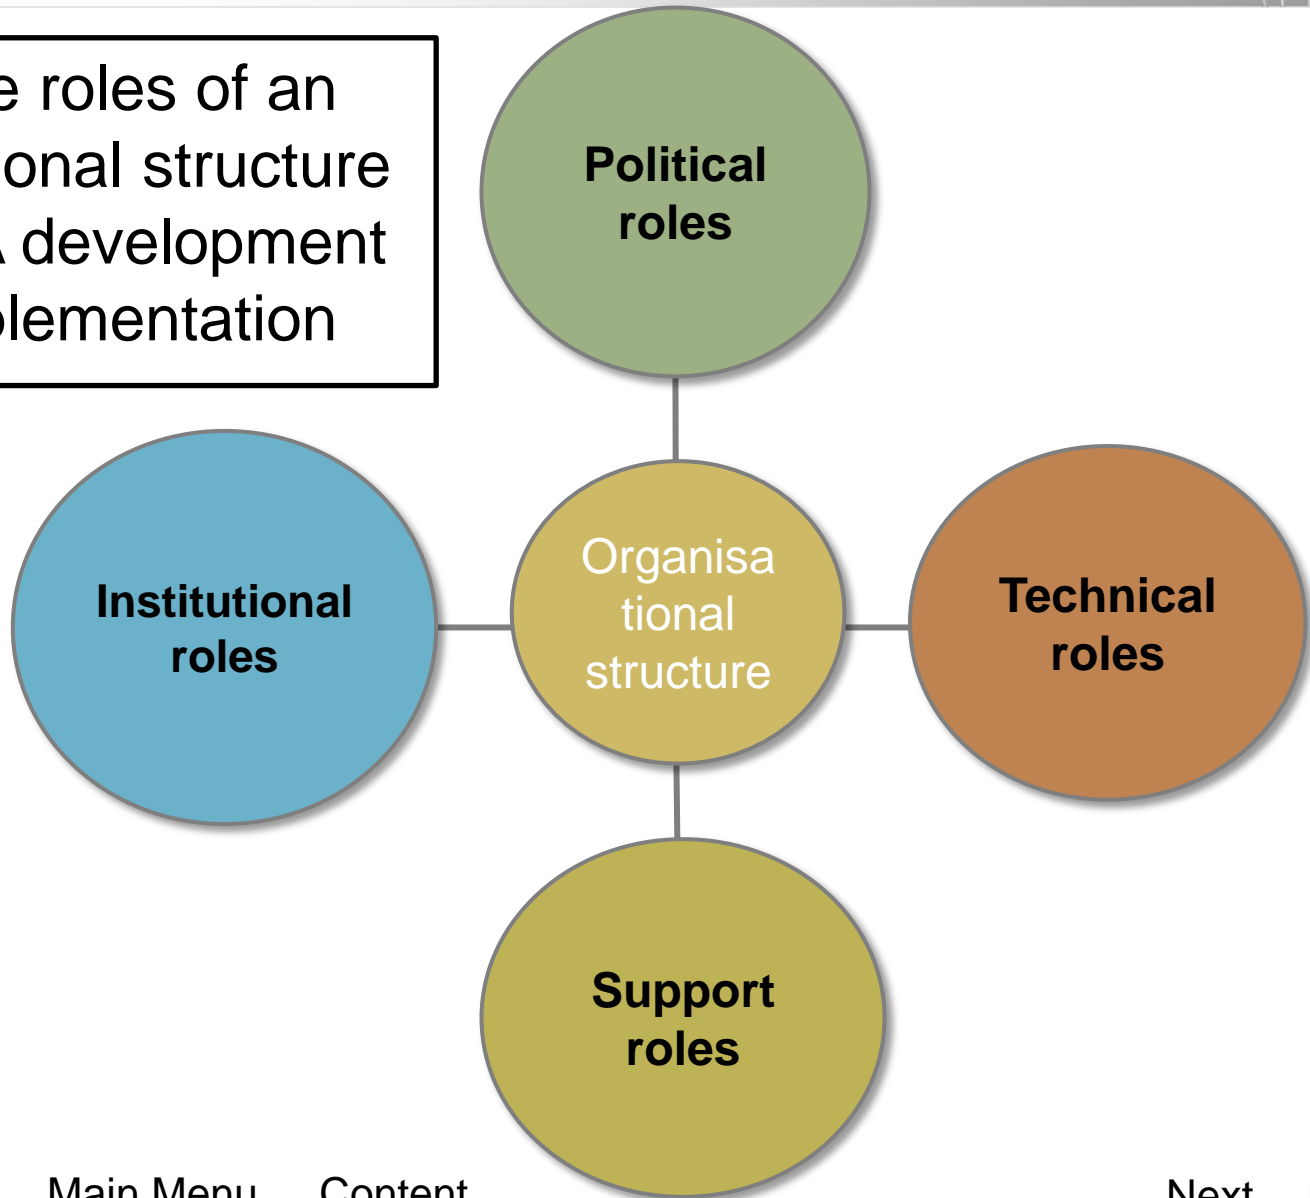 e roles of an
onal structure
A development
plementation
Political
roles
Institutional
roles
Organisa
tional
structure
Technical
roles
Support
roles
Main Menu Content Next